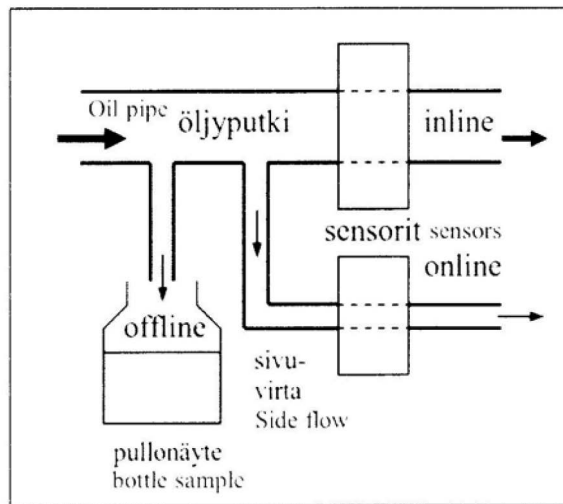 Oil pipe öljyputki inline
sensorit sensors
online
offline
sivu-
virta
Side flow
pullonäyte
bottle sample